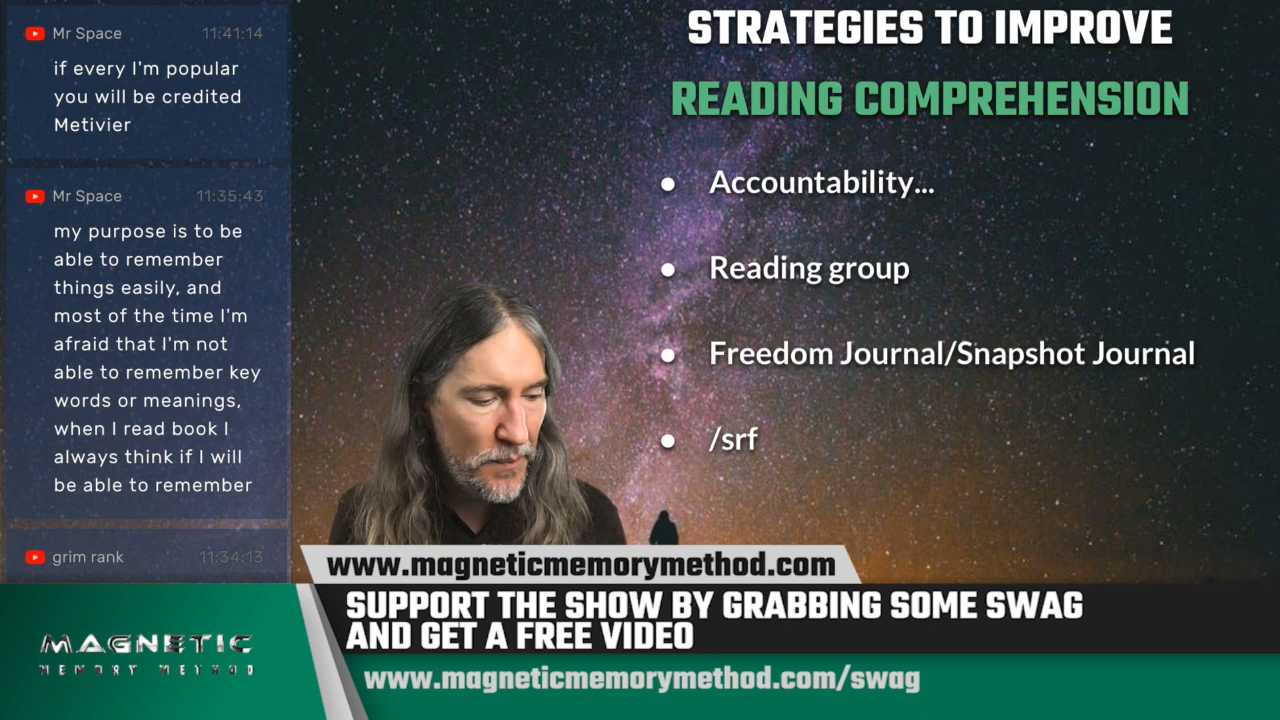 Mr Space 11:41:14
if every I'm popular
you will be credited
Metivier
Mr Space 11:35:43
my purpose is to be
able to remember
things easily, and
most of the time I'm
afraid that I'm not
able to remember key
words or meanings,
when I read book I
always think if I will
be able to remember
grim rank 11:34:13
STRATEGIES TO IMPROVE
READING COMPREHENSION
• Accountability...
• Reading group
• Freedom Journal/Snapshot Journal
• /srf
www.magneticmemorymethod.com
SUPPORT THE SHOW BY GRABBING SOME SWAG
AND GET A FREE VIDEO
www.magneticmemorymethod.com/swag
MAGNETIC
MEMORY METHOD